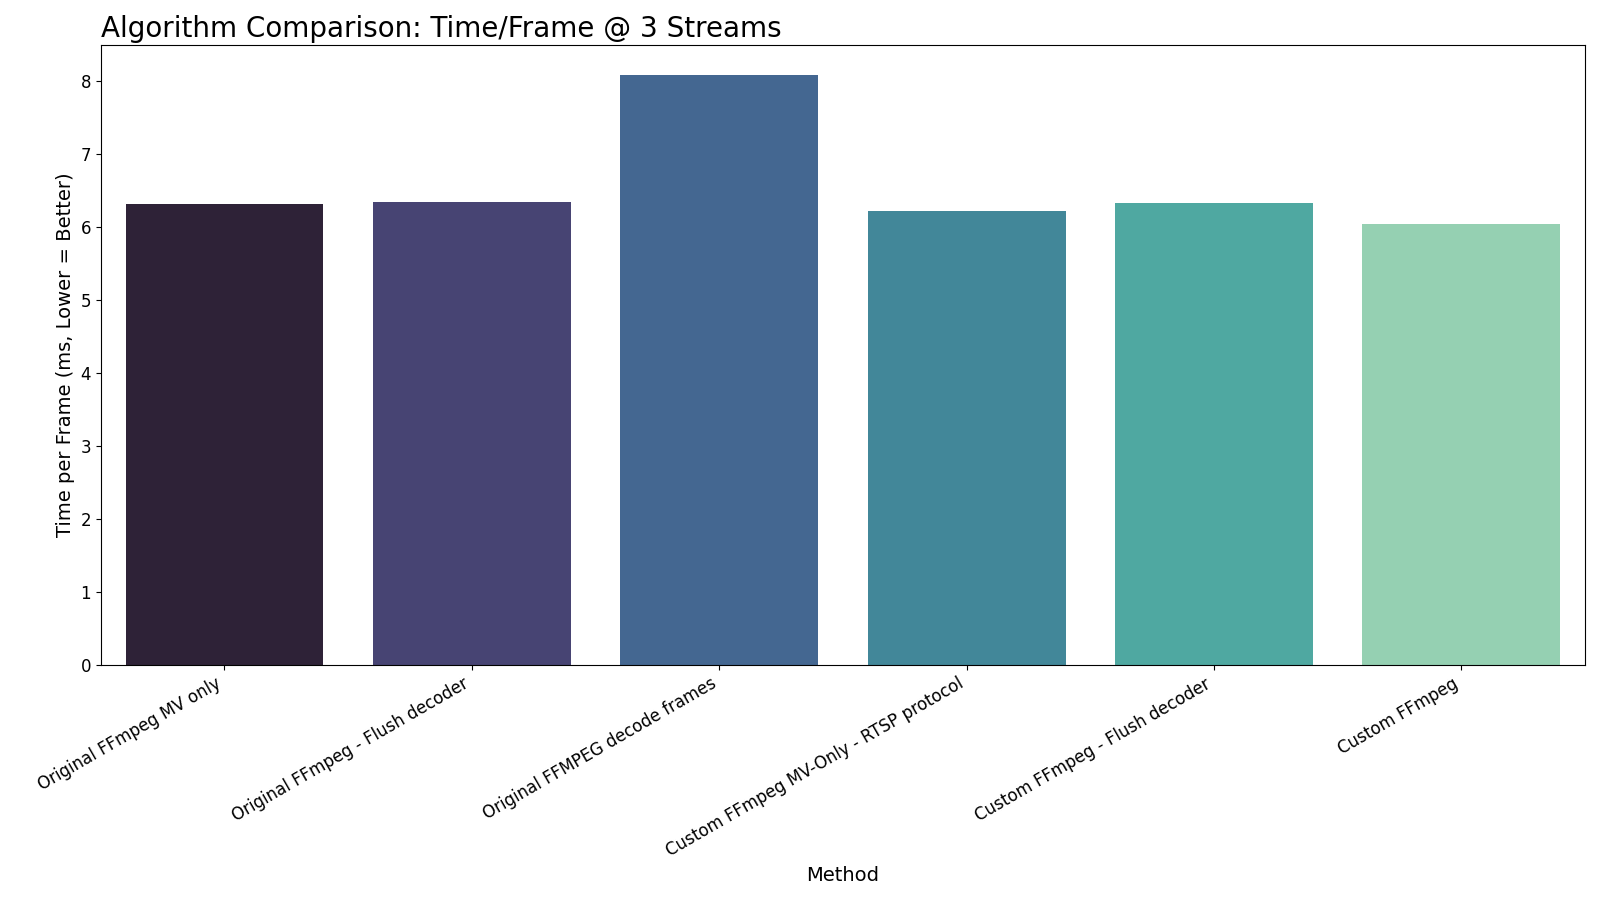 Algorithm Comparison: Time/Frame @ 3 Streams
Time per Frame (ms, Lower = Better)
8
7
6
5
4
3
2
1
0
Original FFmpeg MV only
Original FFmpeg - Flush decoder
Original FFMPEG decode frames
Custom FFmpeg MV-Only - RTSP protocol
Custom FFmpeg - Flush decoder
Custom FFmpeg
Method